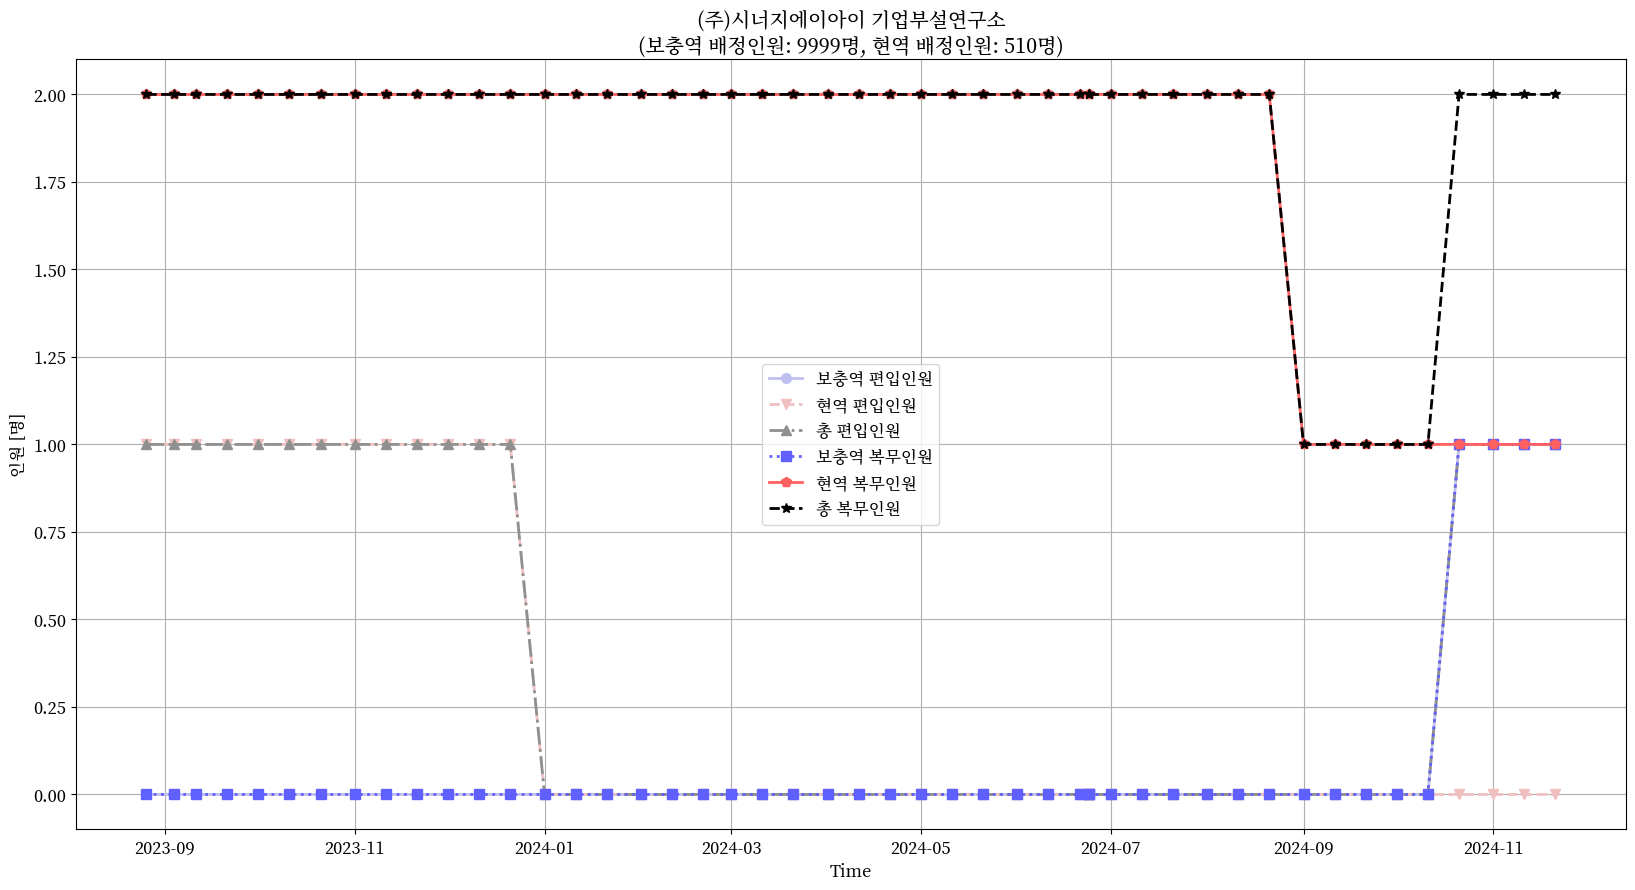 (주)시너지에이아이 기업부설연구소
(보충역 배정인원: 9999명, 현역 배정인원: 510명)
인원 [명]
2.00
1.75
1.50
1.25
1.00
0.75
0.50
0.25
0.00
보충역 편입인원
현역 편입인원
총 편입인원
보충역 복무인원
현역 복무인원
총 복무인원
2023-09
2023-11
2024-01
2024-03
2024-05
2024-07
2024-09
2024-11
Time